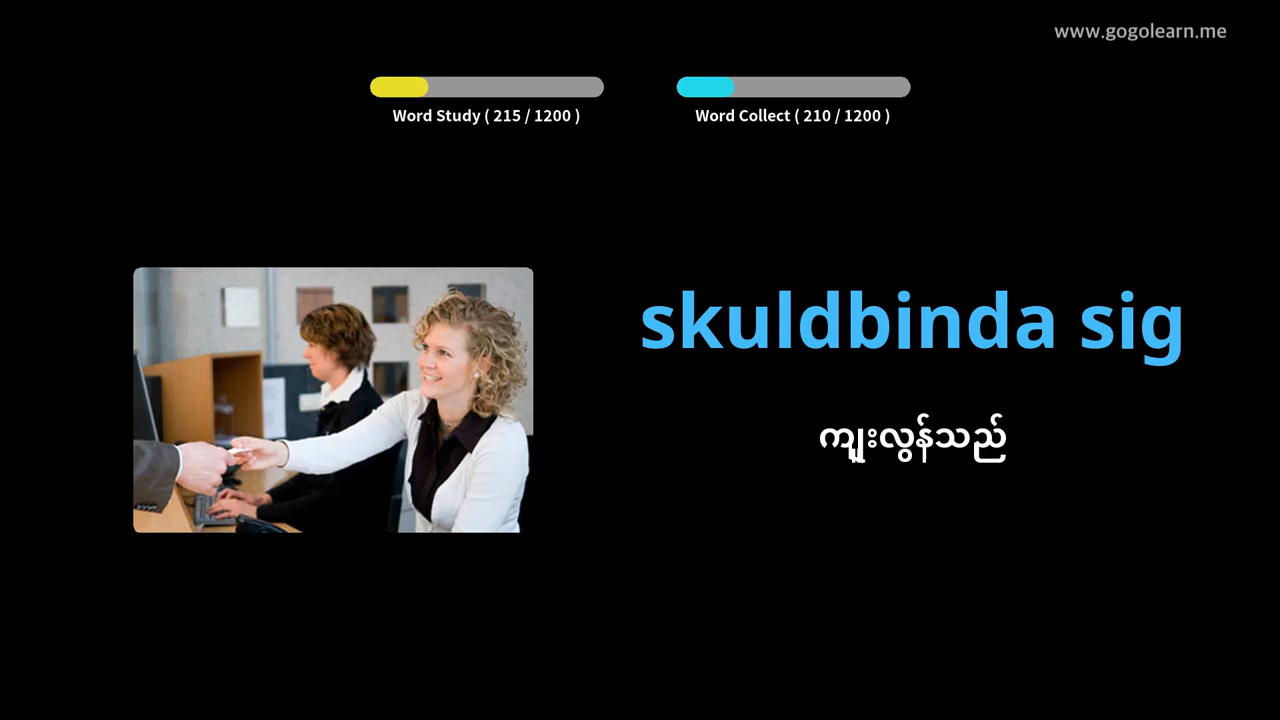 www.gogolearn.me
Word Study ( 215 / 1200 )
Word Collect ( 210 / 1200 )
skuldbinda sig
ကျူးလွန်သည်